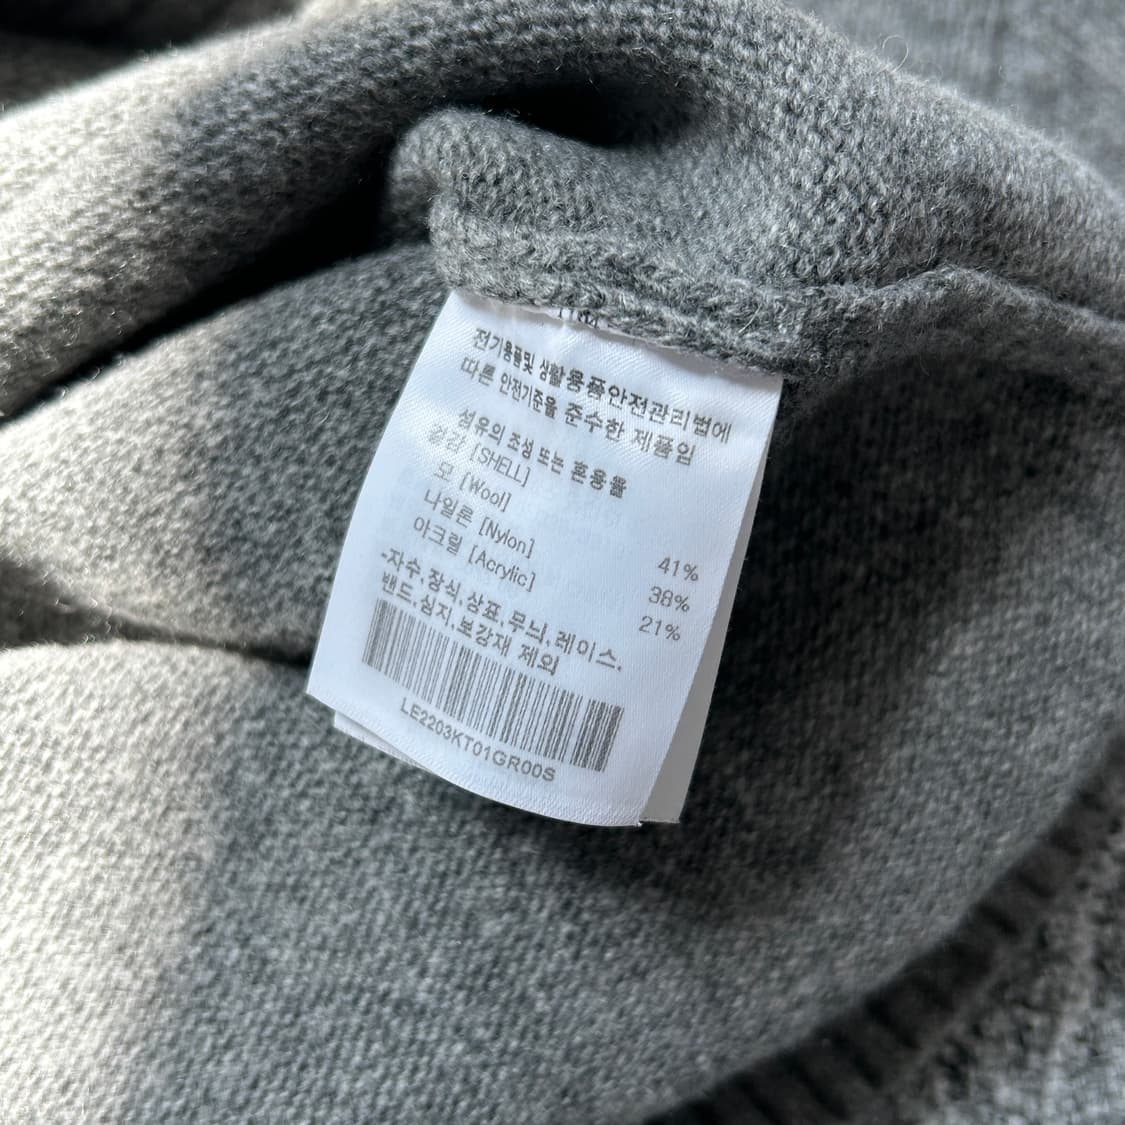 전기용품및 생활용품안전관리법에
따른 안전기준을 준수한 제품임
섬유의 조성 또는 혼용율
겉감 [SHELL]
모 [Wool] 41%
나일론 [Nylon] 38%
아크릴 [Acrylic] 21%
-자수,장식,상표,무늬,레이스,
밴드,심지,보강재 제외
LE2203KT01GR00S